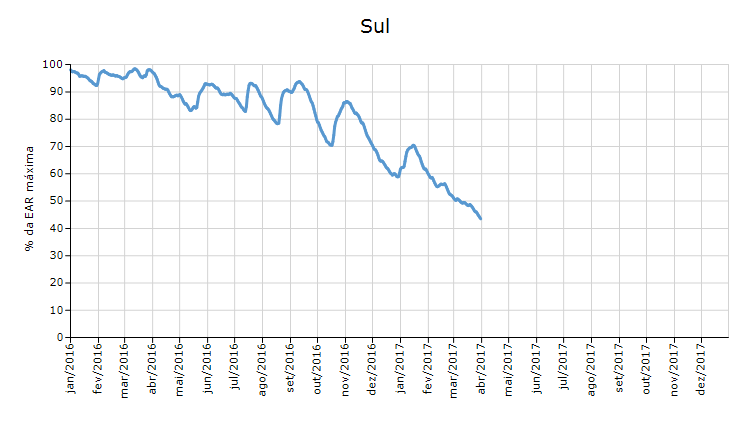 Sul
% da EAR máxima
100
90
80
70
60
50
40
30
20
10
0
jan/2016
fev/2016
mar/2016
abr/2016
mai/2016
jun/2016
jul/2016
ago/2016
set/2016
out/2016
nov/2016
dez/2016
jan/2017
fev/2017
mar/2017
abr/2017
mai/2017
jun/2017
jul/2017
ago/2017
set/2017
out/2017
nov/2017
dez/2017